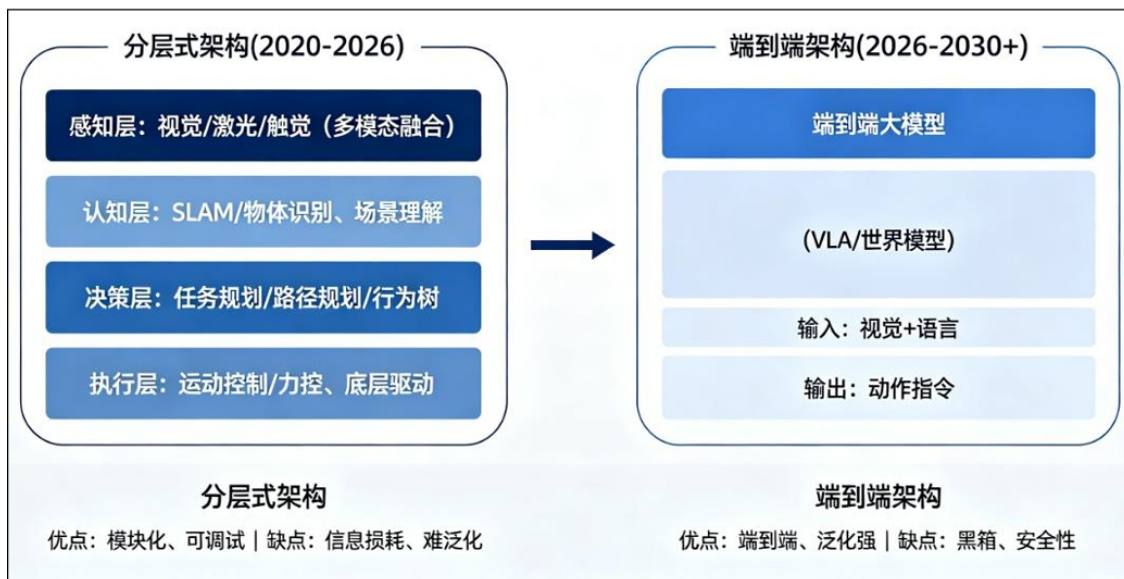 分层式架构(2020-2026)
感知层：视觉/激光/触觉（多模态融合）
认知层：SLAM/物体识别、场景理解
决策层：任务规划/路径规划/行为树
执行层：运动控制/力控、底层驱动
端到端架构(2026-2030+)
端到端大模型
(VLA/世界模型)
输入：视觉+语言
输出：动作指令
分层式架构
优点：模块化、可调试 | 缺点：信息损耗、难泛化
端到端架构
优点：端到端、泛化强 | 缺点：黑箱、安全性